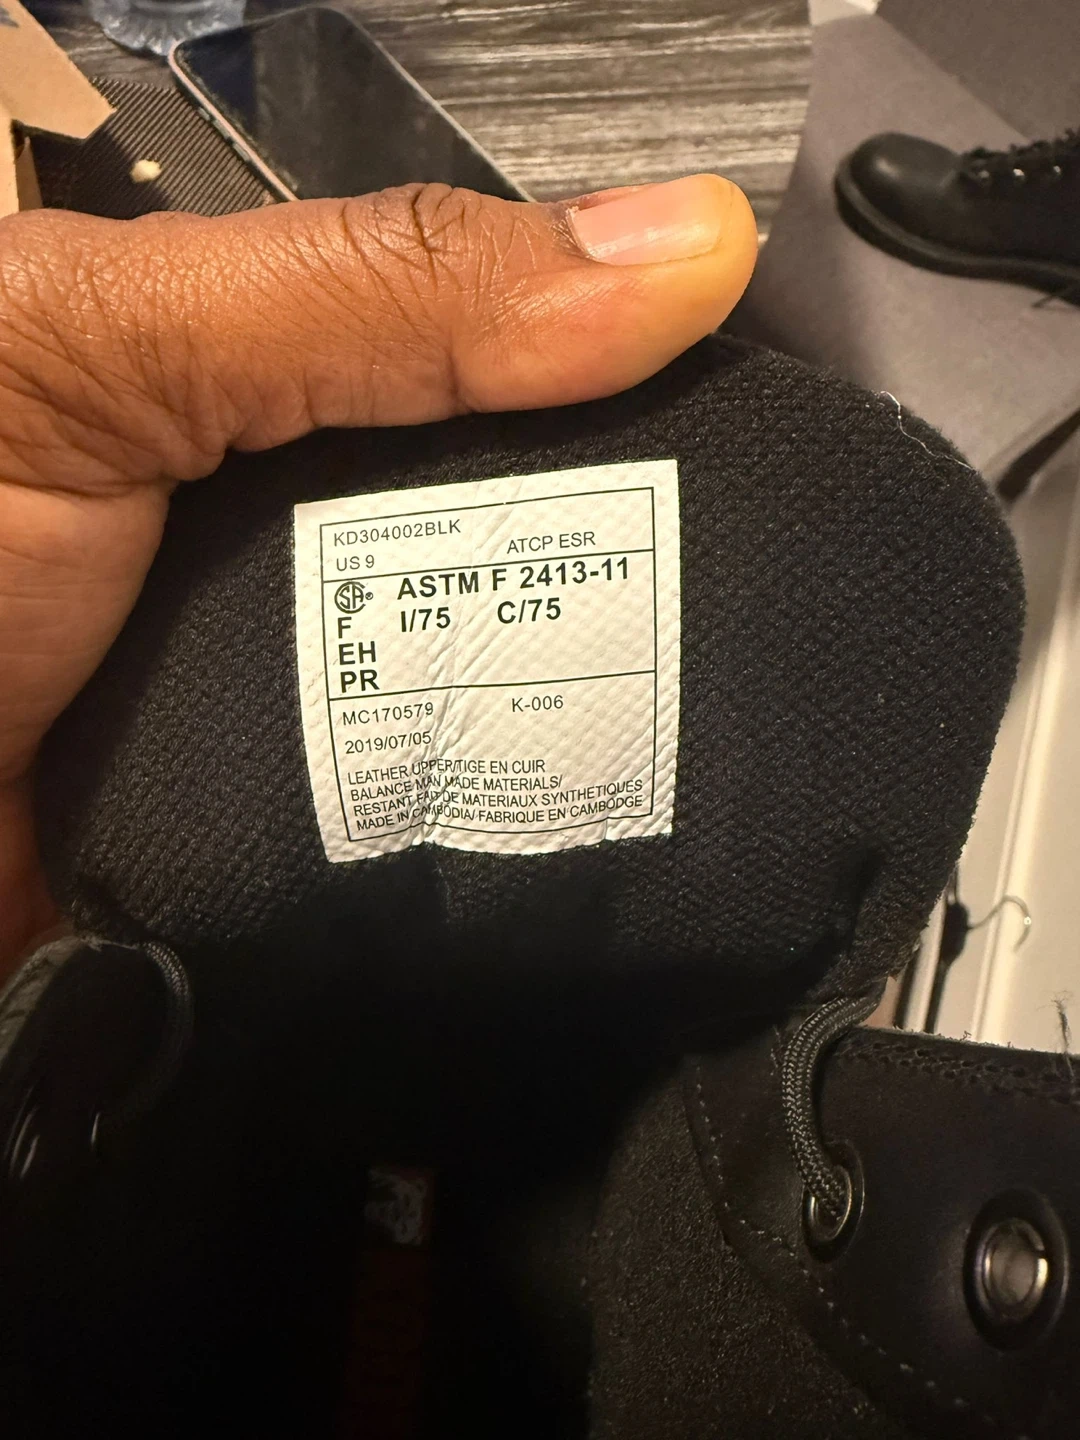 KD304002BLK
US 9 ATCP ESR
CSA® ASTM F 2413-11
F I/75 C/75
EH
PR
MC170579 K-006
2019/07/05
LEATHER UPPER/TIGE EN CUIR
BALANCE MAN MADE MATERIALS/
RESTANT FAIT DE MATERIAUX SYNTHETIQUES
MADE IN CAMBODIA/ FABRIQUE EN CAMBODGE